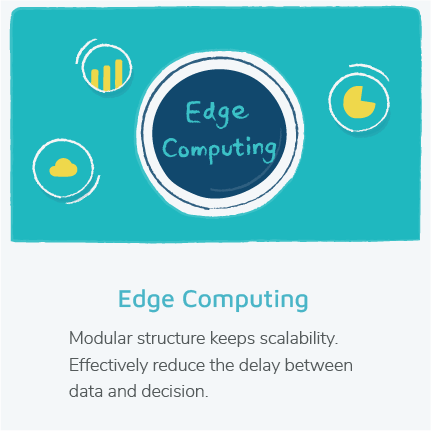 Edge
Computing
Edge Computing
Modular structure keeps scalability.
Effectively reduce the delay between
data and decision.